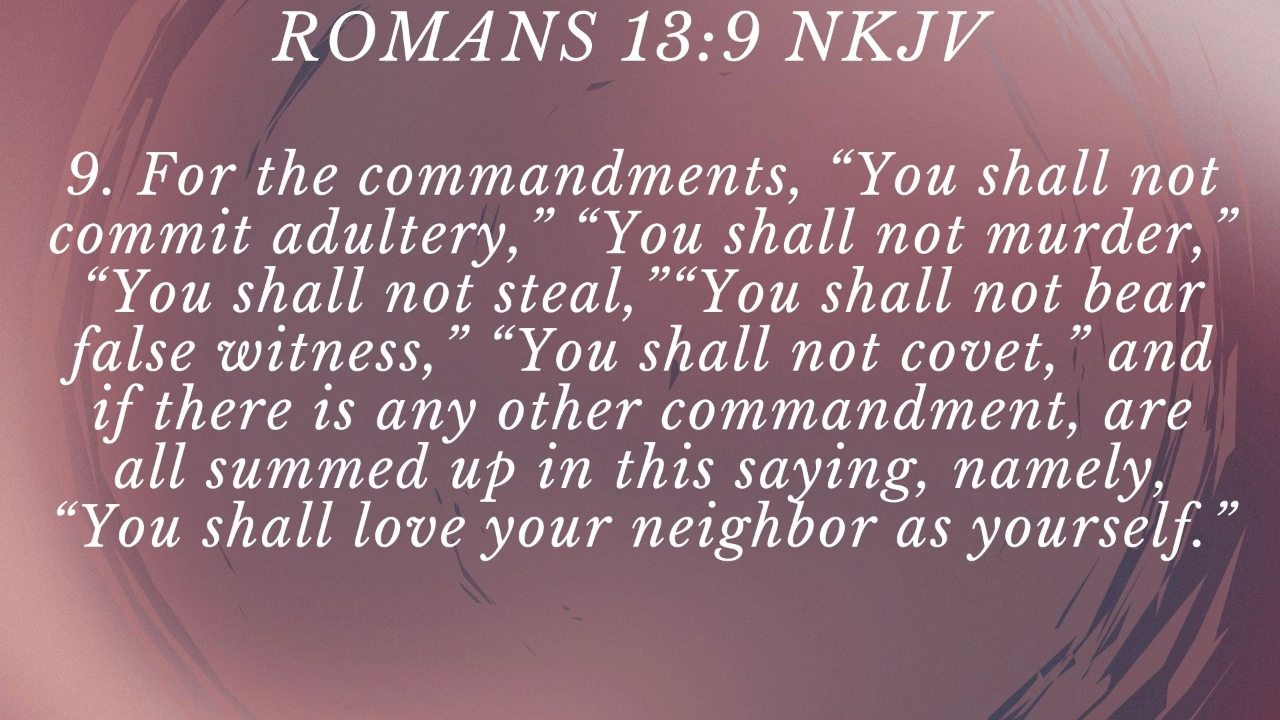 ROMANS 13:9 NKJV
9. For the commandments, “You shall not
commit adultery,” “You shall not murder,”
“You shall not steal,”“You shall not bear
false witness,” “You shall not covet,” and
if there is any other commandment, are
all summed up in this saying, namely,
“You shall love your neighbor as yourself.”